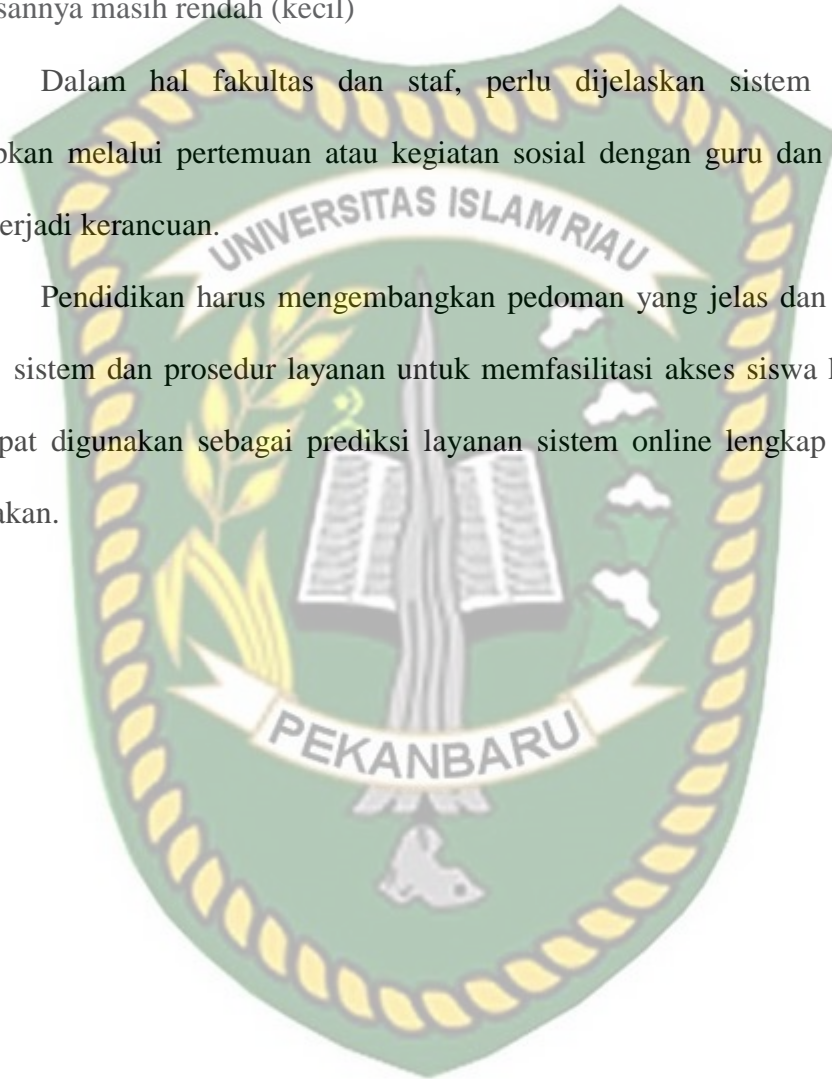 sannya masih rendah (kecil)
Dalam hal fakultas dan staf, perlu dijelaskan sistem
pkan melalui pertemuan atau kegiatan sosial dengan guru dan
erjadi kerancuan.
UNIVERSITAS ISLAM RIAU
Pendidikan harus mengembangkan pedoman yang jelas dan
sistem dan prosedur layanan untuk memfasilitasi akses siswa
pat digunakan sebagai prediksi layanan sistem online lengkap
akan.
PEKANBARU